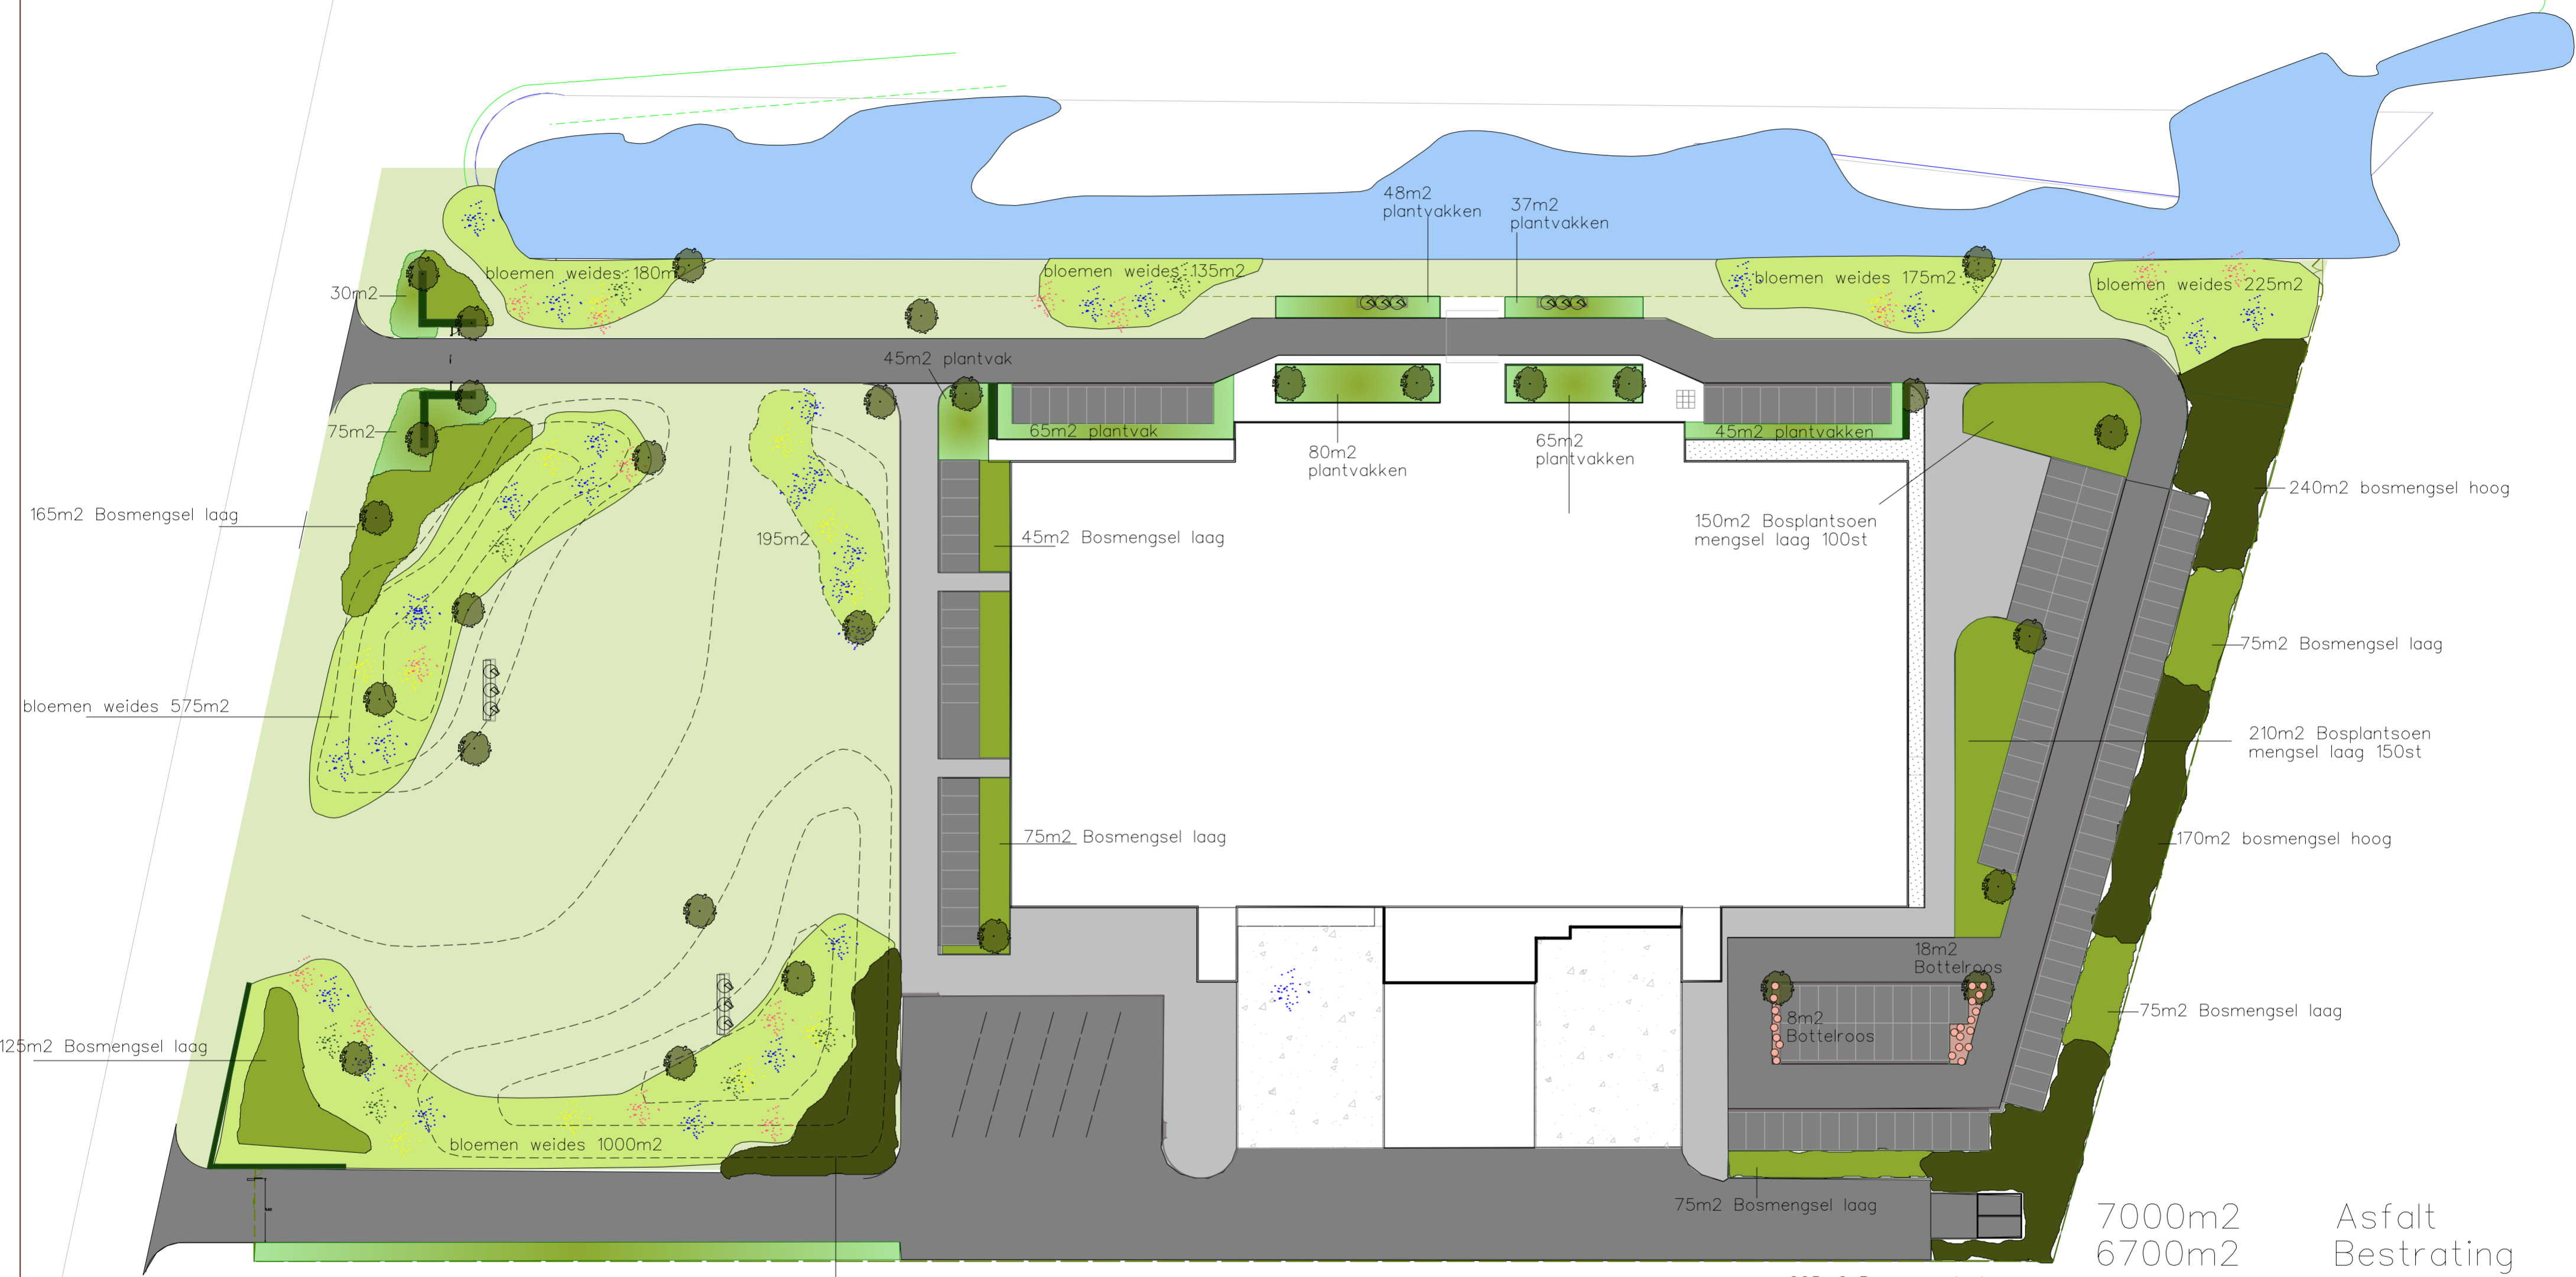 48m2
plantvakken
37m2
plantvakken
bloemen weides 180m2
bloemen weides 135m2
bloemen weides 175m2
bloemen weides 225m2
30m2
45m2 plantvak
75m2
65m2 plantvak
80m2
plantvakken
65m2
plantvakken
45m2 plantvakken
240m2 bosmengsel hoog
165m2 Bosmengsel laag
195m2
45m2 Bosmengsel laag
150m2 Bosplantsoen
mengsel laag 100st
75m2 Bosmengsel laag
bloemen weides 575m2
210m2 Bosplantsoen
mengsel laag 150st
75m2 Bosmengsel laag
170m2 bosmengsel hoog
18m2
Bottelroos
8m2
Bottelroos
75m2 Bosmengsel laag
125m2 Bosmengsel laag
bloemen weides 1000m2
75m2 Bosmengsel laag
7000m2 Asfalt
6700m2 Bestrating